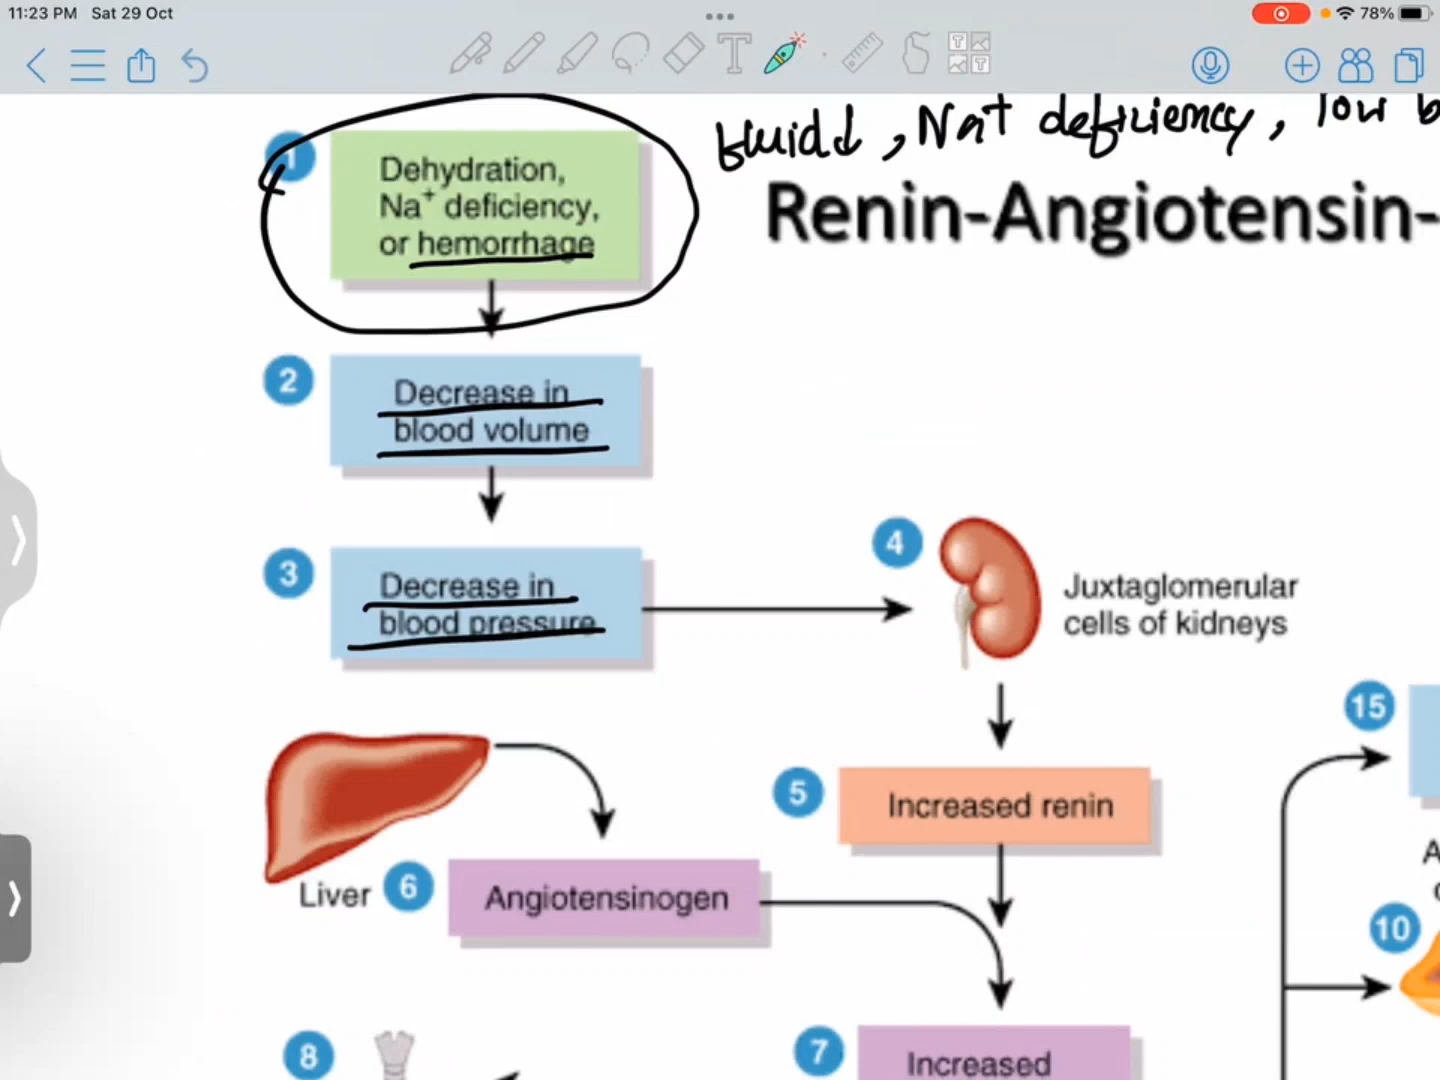 11:23 PM Sat 29 Oct
78%
fluid↓, Na+ deficiency, low b
Renin-Angiotensin-
1
Dehydration,
Na+ deficiency,
or hemorrhage
2
Decrease in
blood volume
3
Decrease in
blood pressure
4
Juxtaglomerular
cells of kidneys
15
5
Increased renin
A
Liver
6
Angiotensinogen
10
8
7
Increased